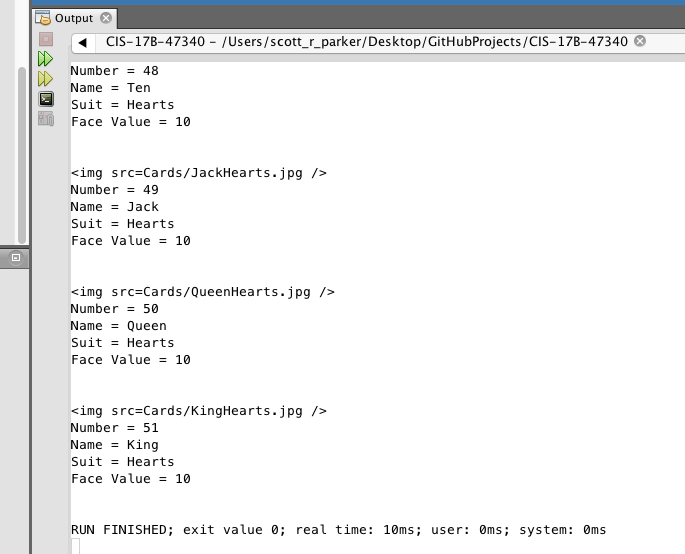 Output
CIS-17B-47340 – /Users/scott_r_parker/Desktop/GitHubProjects/CIS-17B-47340
Number = 48
Name = Ten
Suit = Hearts
Face Value = 10
<img src=Cards/JackHearts.jpg />
Number = 49
Name = Jack
Suit = Hearts
Face Value = 10
<img src=Cards/QueenHearts.jpg />
Number = 50
Name = Queen
Suit = Hearts
Face Value = 10
<img src=Cards/KingHearts.jpg />
Number = 51
Name = King
Suit = Hearts
Face Value = 10
RUN FINISHED; exit value 0; real time: 10ms; user: 0ms; system: 0ms